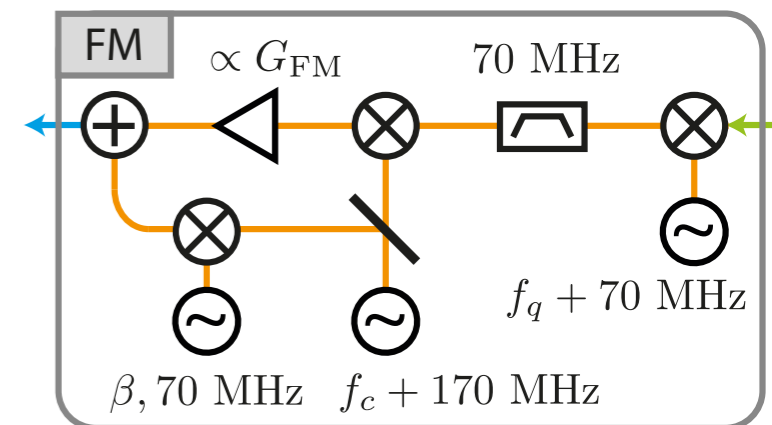 FM
∝ G_FM
70 MHz
f_q + 70 MHz
β, 70 MHz
f_c + 170 MHz